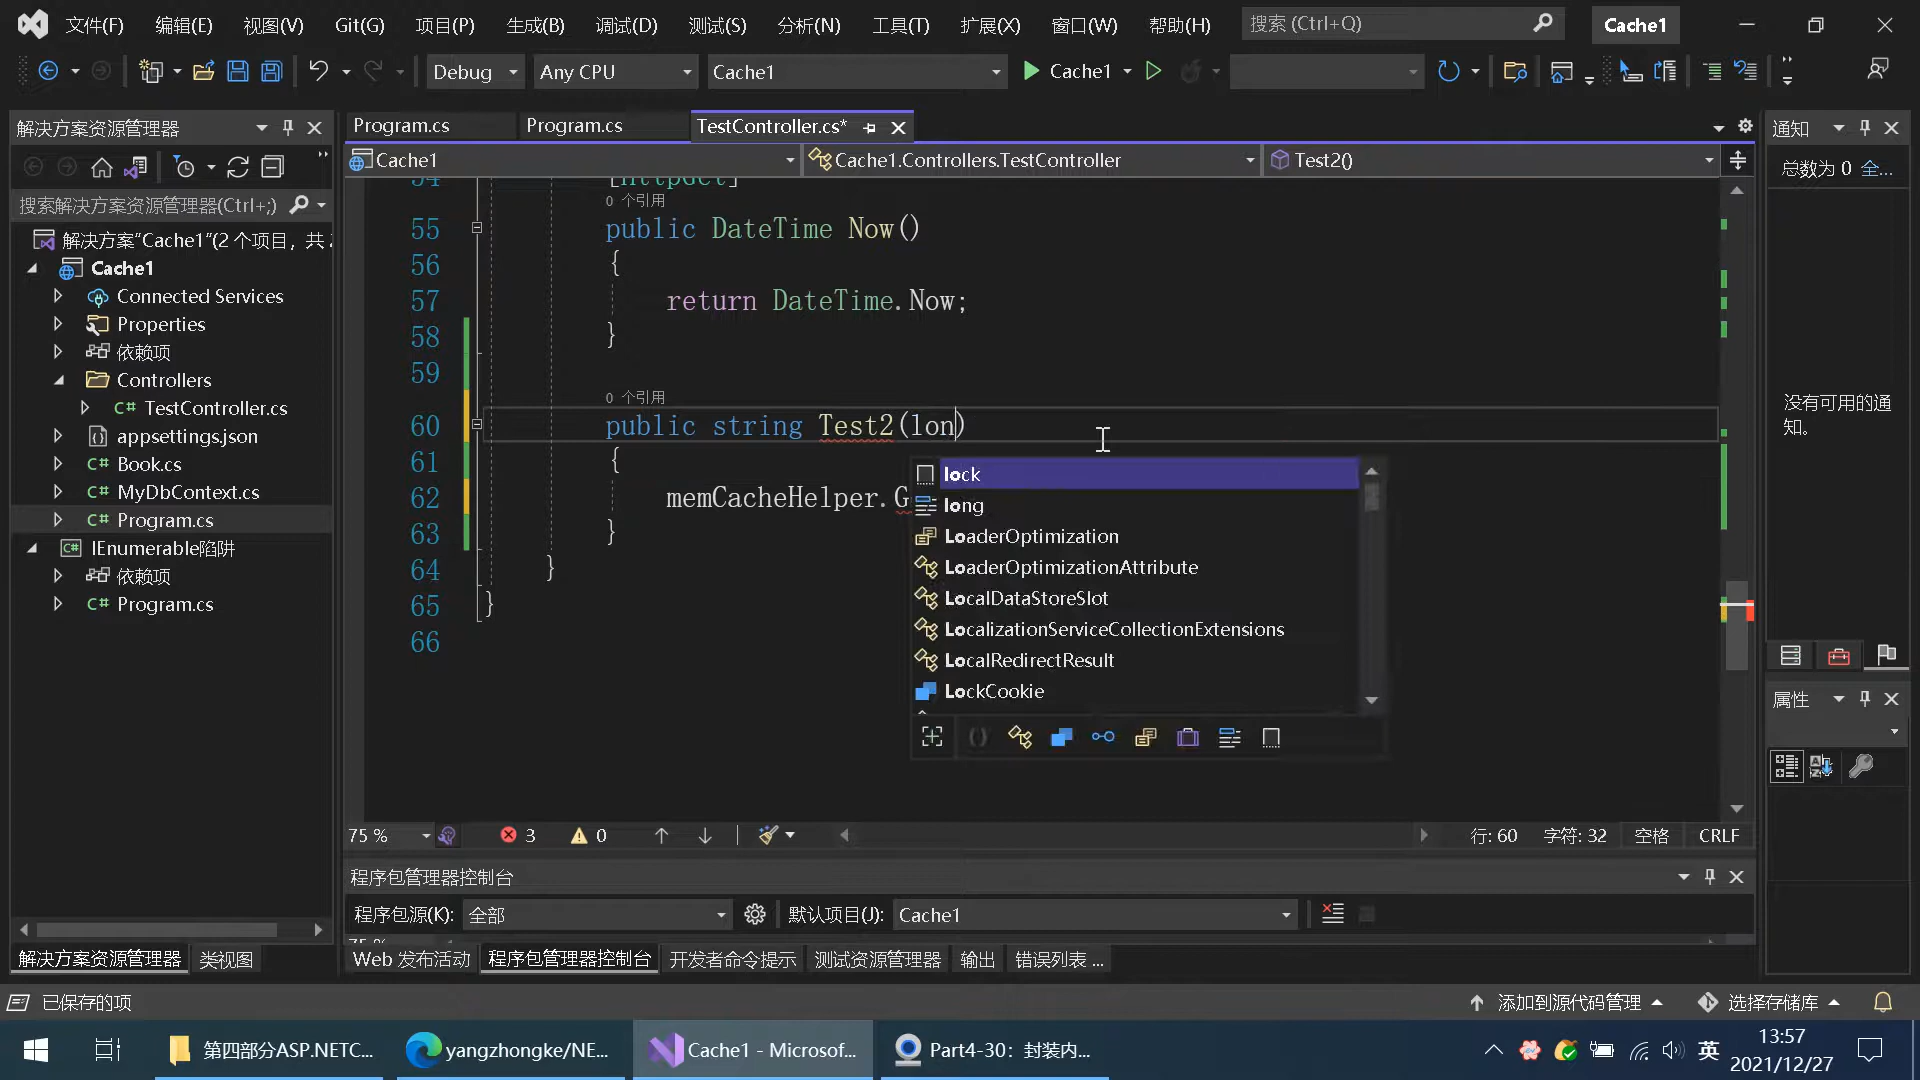 文件(F) 编辑(E) 视图(V) Git(G) 项目(P) 生成(B) 调试(D) 测试(S) 分析(N) 工具(T) 扩展(X) 窗口(W) 帮助(H) 搜索 (Ctrl+Q) Cache1
Debug Any CPU Cache1 Cache1
解决方案资源管理器
搜索解决方案资源管理器(Ctrl+;)
解决方案"Cache1"(2 个项目，共 2
Cache1
Connected Services
Properties
依赖项
Controllers
C# TestController.cs
appsettings.json
C# Book.cs
C# MyDbContext.cs
C# Program.cs
C# IEnumerable陷阱
依赖项
C# Program.cs
解决方案资源管理器 类视图
Program.cs Program.cs TestController.cs*
Cache1 Cache1.Controllers.TestController Test2()
54 [HttpGet]
0 个引用
55 public DateTime Now()
56 {
57 return DateTime.Now;
58 }
59
0 个引用
60 public string Test2(lon)
61 {
62 memCacheHelper.G
63 }
64 }
65 }
66
lock
long
LoaderOptimization
LoaderOptimizationAttribute
LocalDataStoreSlot
LocalizationServiceCollectionExtensions
LocalRedirectResult
LockCookie
75 % 3 0 行: 60 字符: 32 空格 CRLF
程序包管理器控制台
程序包源(K): 全部 默认项目(J): Cache1
75 %
Web 发布活动 程序包管理器控制台 开发者命令提示 测试资源管理器 输出 错误列表 ...
通知
总数为 0 全...
没有可用的通
知。
属性
已保存的项 添加到源代码管理 选择存储库
第四部分ASP.NETC... yangzhongke/NE... Cache1 - Microsof... Part4-30：封装内... 英 13:57
2021/12/27